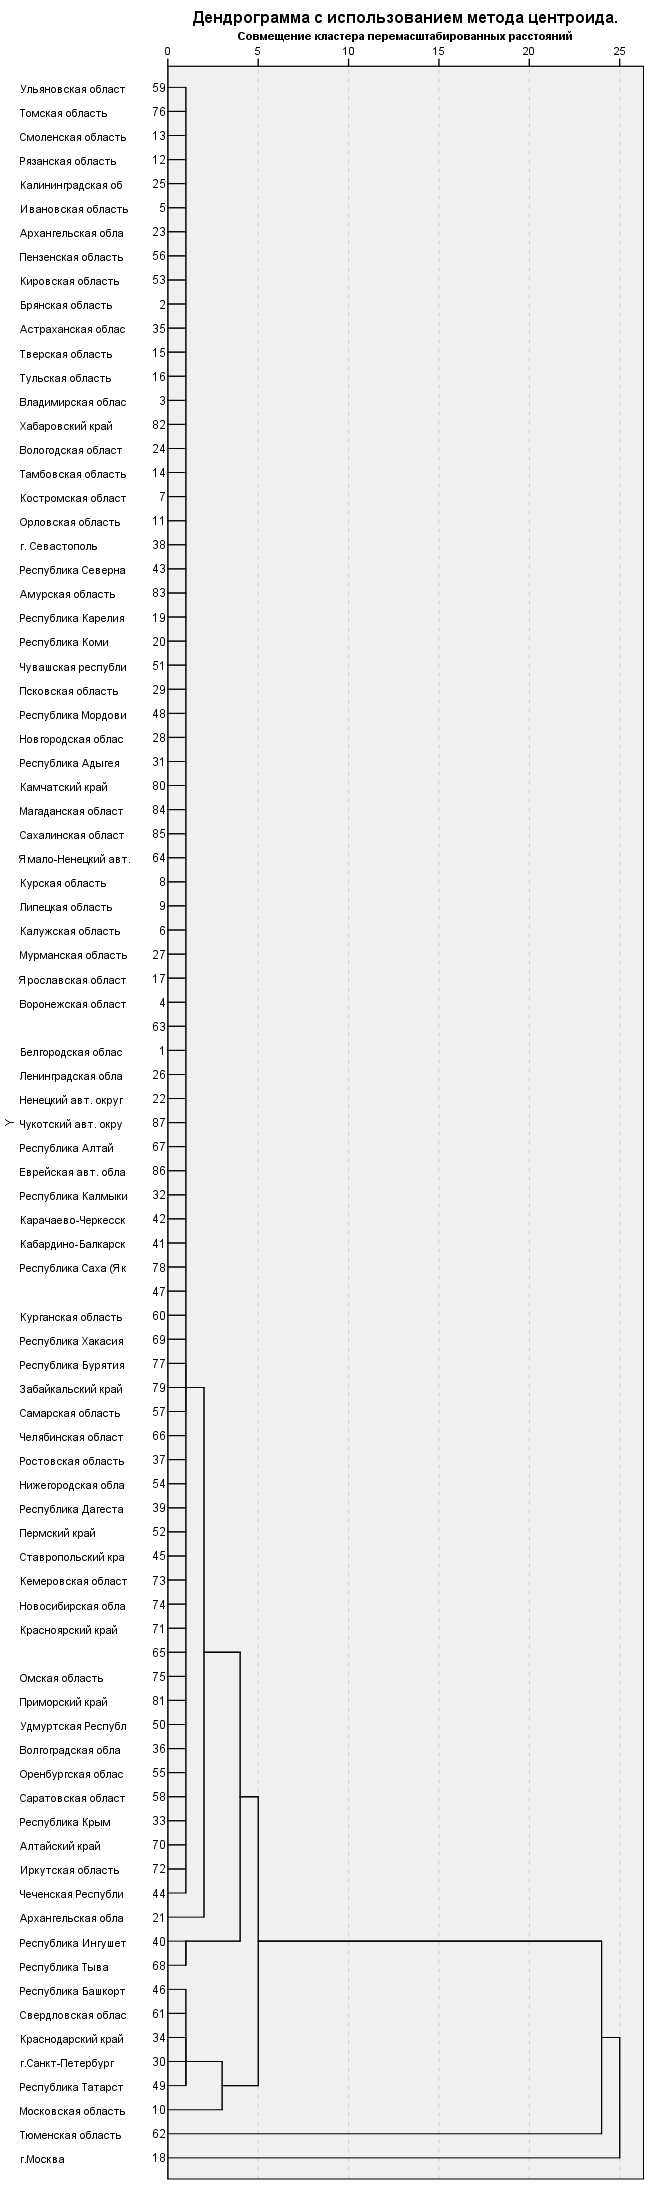 Дендрограмма с использованием метода центроида.
Совмещение кластера перемасштабированных расстояний
0 5 10 15 20 25
Ульяновская област 59
Томская область 76
Смоленская область 13
Рязанская область 12
Калининградская об 25
Ивановская область 5
Архангельская обла 23
Пензенская область 56
Кировская область 53
Брянская область 2
Астраханская облас 35
Тверская область 15
Тульская область 16
Владимирская облас 3
Хабаровский край 82
Вологодская област 24
Тамбовская область 14
Костромская област 7
Орловская область 11
г. Севастополь 38
Республика Северна 43
Амурская область 83
Республика Карелия 19
Республика Коми 20
Чувашская республи 51
Псковская область 29
Республика Мордови 48
Новгородская облас 28
Республика Адыгея 31
Камчатский край 80
Магаданская област 84
Сахалинская област 85
Ямало-Ненецкий авт. 64
Курская область 8
Липецкая область 9
Калужская область 6
Мурманская область 27
Ярославская област 17
Воронежская област 4
63
Белгородская облас 1
Ленинградская обла 26
Ненецкий авт. округ 22
Y
Чукотский авт. окру 87
Республика Алтай 67
Еврейская авт. обла 86
Республика Калмыки 32
Карачаево-Черкесск 42
Кабардино-Балкарск 41
Республика Саха (Як 78
47
Курганская область 60
Республика Хакасия 69
Республика Бурятия 77
Забайкальский край 79
Самарская область 57
Челябинская област 66
Ростовская область 37
Нижегородская обла 54
Республика Дагеста 39
Пермский край 52
Ставропольский кра 45
Кемеровская област 73
Новосибирская обла 74
Красноярский край 71
65
Омская область 75
Приморский край 81
Удмуртская Республ 50
Волгоградская обла 36
Оренбургская облас 55
Саратовская област 58
Республика Крым 33
Алтайский край 70
Иркутская область 72
Чеченская Республи 44
Архангельская обла 21
Республика Ингушет 40
Республика Тыва 68
Республика Башкорт 46
Свердловская облас 61
Краснодарский край 34
г.Санкт-Петербург 30
Республика Татарст 49
Московская область 10
Тюменская область 62
г.Москва 18